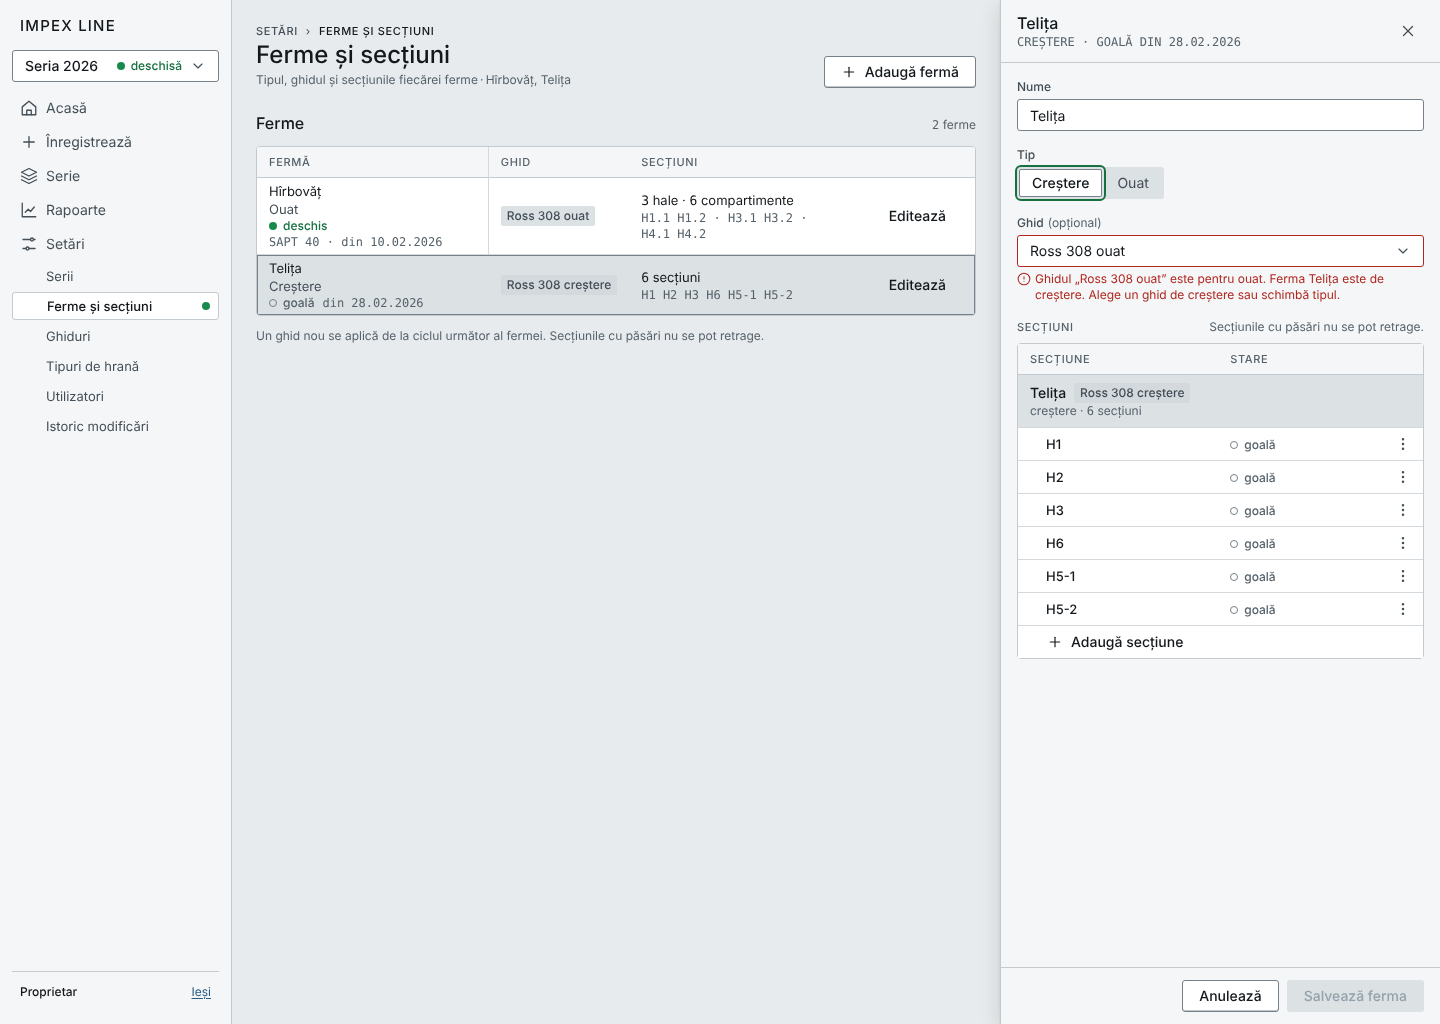 IMPEX LINE
Seria 2026 deschisă
Acasă
Înregistrează
Serie
Rapoarte
Setări
Serii
Ferme și secțiuni
Ghiduri
Tipuri de hrană
Utilizatori
Istoric modificări
Proprietar Ieși
SETĂRI › FERME ȘI SECȚIUNI
Ferme și secțiuni
Tipul, ghidul și secțiunile fiecărei ferme · Hîrbovăț, Telița
Adaugă fermă
Ferme 2 ferme
FERMĂ GHID SECȚIUNI
Hîrbovăț
Ouat
deschis
SAPT 40 · din 10.02.2026
Ross 308 ouat
3 hale · 6 compartimente
H1.1 H1.2 · H3.1 H3.2 ·
H4.1 H4.2
Editează
Telița
Creștere
goală din 28.02.2026
Ross 308 creștere
6 secțiuni
H1 H2 H3 H6 H5-1 H5-2
Editează
Un ghid nou se aplică de la ciclul următor al fermei. Secțiunile cu păsări nu se pot retrage.
Telița
CREȘTERE · GOALĂ DIN 28.02.2026
Nume
Telița
Tip
Creștere Ouat
Ghid (opțional)
Ross 308 ouat
Ghidul „Ross 308 ouat” este pentru ouat. Ferma Telița este de
creștere. Alege un ghid de creștere sau schimbă tipul.
SECȚIUNI Secțiunile cu păsări nu se pot retrage.
SECȚIUNE STARE
Telița Ross 308 creștere
creștere · 6 secțiuni
H1 goală
H2 goală
H3 goală
H6 goală
H5-1 goală
H5-2 goală
Adaugă secțiune
Anulează Salvează ferma